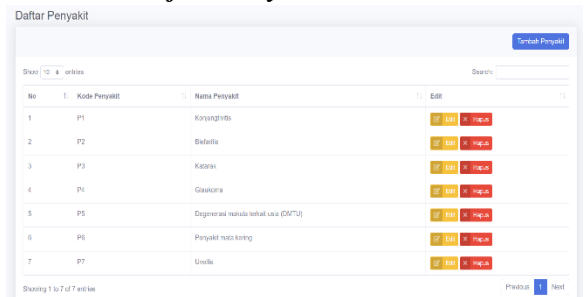 Daftar Penyakit
Tambah Penyakit
Show 10 entries Search:
No Kode Penyakit Nama Penyakit Edit
1 P1 Konjungtivitis Edit Hapus
2 P2 Blefaritis Edit Hapus
3 P3 Katarak Edit Hapus
4 P4 Glaukoma Edit Hapus
5 P5 Degenerasi makula terkait usia (DMTU) Edit Hapus
6 P6 Penyakit mata kering Edit Hapus
7 P7 Uveitis Edit Hapus
Showing 1 to 7 of 7 entries Previous 1 Next